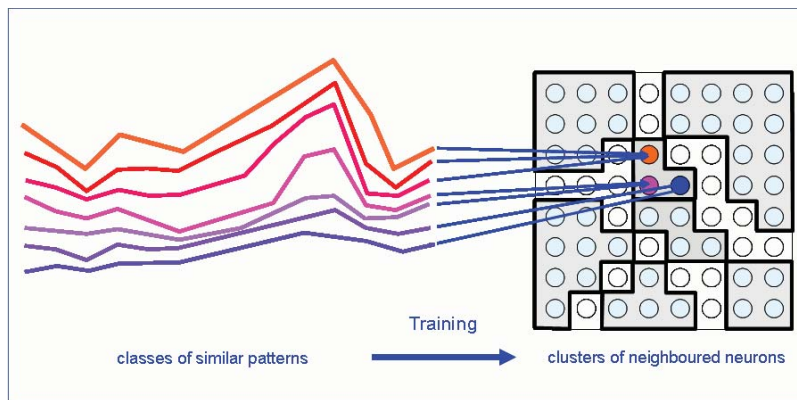 Training
classes of similar patterns
clusters of neighboured neurons